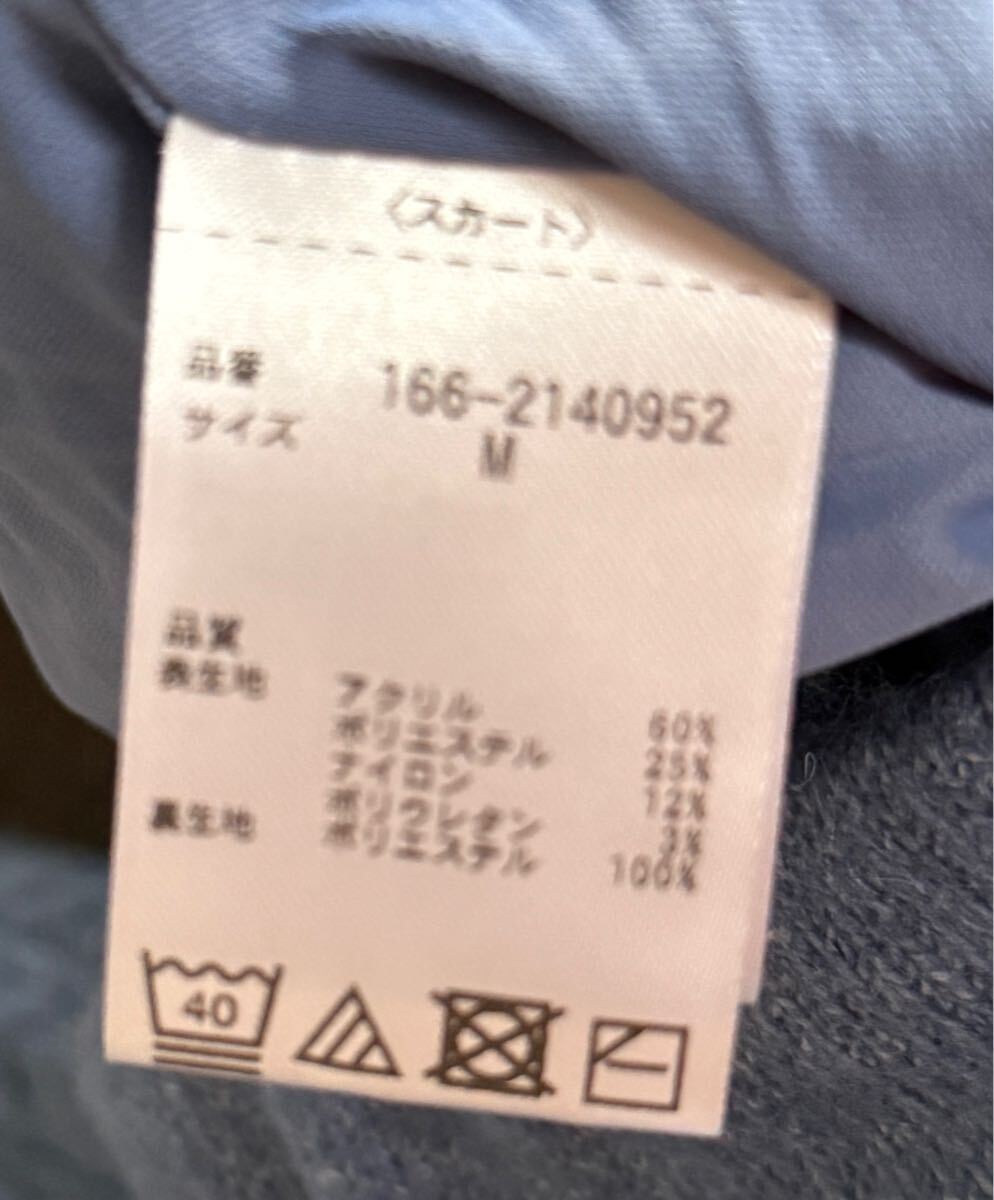 〈スカート〉
品番 166-2140952
サイズ M
品質
表生地 アクリル 60%
ポリエステル 25%
ナイロン 12%
ポリウレタン 3%
裏生地 ポリエステル 100%
40